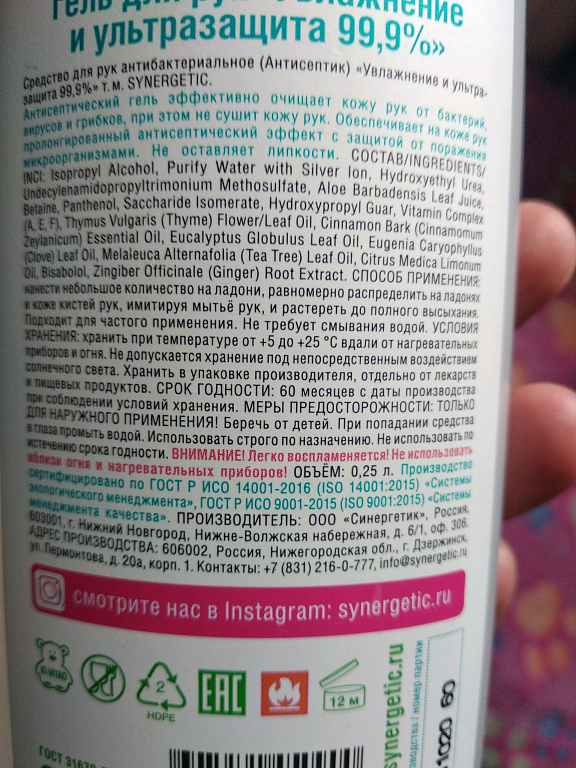 гель для рук
и ультразащита 99,9%»
Средство для рук антибактериальное (Антисептик) «Увлажнение и ультра-
защита 99,9%» т. м. SYNERGETIC.
Антисептический гель эффективно очищает кожу рук от бактерий,
вирусов и грибков, при этом не сушит кожу рук. Обеспечивает на коже рук
пролонгированный антисептический эффект с защитой от поражения
микроорганизмами. Не оставляет липкости. СОСТАВ/INGREDIENTS/
INCI: Isopropyl Alcohol, Purify Water with Silver Ion, Hydroxyethyl Urea,
Undecylenamidopropyltrimonium Methosulfate, Aloe Barbadensis Leaf Juice,
Betaine, Panthenol, Saccharide Isomerate, Hydroxypropyl Guar, Vitamin Complex
(A, E, F), Thymus Vulgaris (Thyme) Flower/Leaf Oil, Cinnamon Bark (Cinnamomum
Zeylanicum) Essential Oil, Eucalyptus Globulus Leaf Oil, Eugenia Caryophyllus
(Clove) Leaf Oil, Melaleuca Alternafolia (Tea Tree) Leaf Oil, Citrus Medica Limonum
Oil, Bisabolol, Zingiber Officinale (Ginger) Root Extract. СПОСОБ ПРИМЕНЕНИЯ:
нанести небольшое количество на ладони, равномерно распределить на ладонях
и коже кистей рук, имитируя мытьё рук, и растереть до полного высыхания.
Подходит для частого применения. Не требует смывания водой. УСЛОВИЯ
ХРАНЕНИЯ: хранить при температуре от +5 до +25 °C вдали от нагревательных
приборов и огня. Не допускается хранение под непосредственным воздействием
солнечного света. Хранить в упаковке производителя, отдельно от лекарств
и пищевых продуктов. СРОК ГОДНОСТИ: 60 месяцев с даты производства
при соблюдении условий хранения. МЕРЫ ПРЕДОСТОРОЖНОСТИ: ТОЛЬКО
ДЛЯ НАРУЖНОГО ПРИМЕНЕНИЯ! Беречь от детей. При попадании средства
в глаза промыть водой. Использовать строго по назначению. Не использовать по
истечению срока годности. ВНИМАНИЕ! Легко воспламеняется! Не использовать
вблизи огня и нагревательных приборов! ОБЪЁМ: 0,25 л. Производство
сертифицировано по ГОСТ Р ИСО 14001-2016 (ISO 14001:2015) «Системы
экологического менеджмента», ГОСТ Р ИСО 9001-2015 (ISO 9001:2015) «Системы
менеджмента качества». ПРОИЗВОДИТЕЛЬ: ООО «Синергетик», Россия,
603001, г. Нижний Новгород, Нижне-Волжская набережная, д. 6/1, оф. 306.
АДРЕС ПРОИЗВОДСТВА: 606002, Россия, Нижегородская обл., г. Дзержинск,
ул. Лермонтова, д. 20а, корп. 1. Контакты: +7 (831) 216-0-777, info@synergetic.ru
смотрите нас в Instagram: synergetic.ru
IN VITRO
2
HDPE
EAC
12 м
synergetic.ru
номер партии
1020 60
ГОСТ